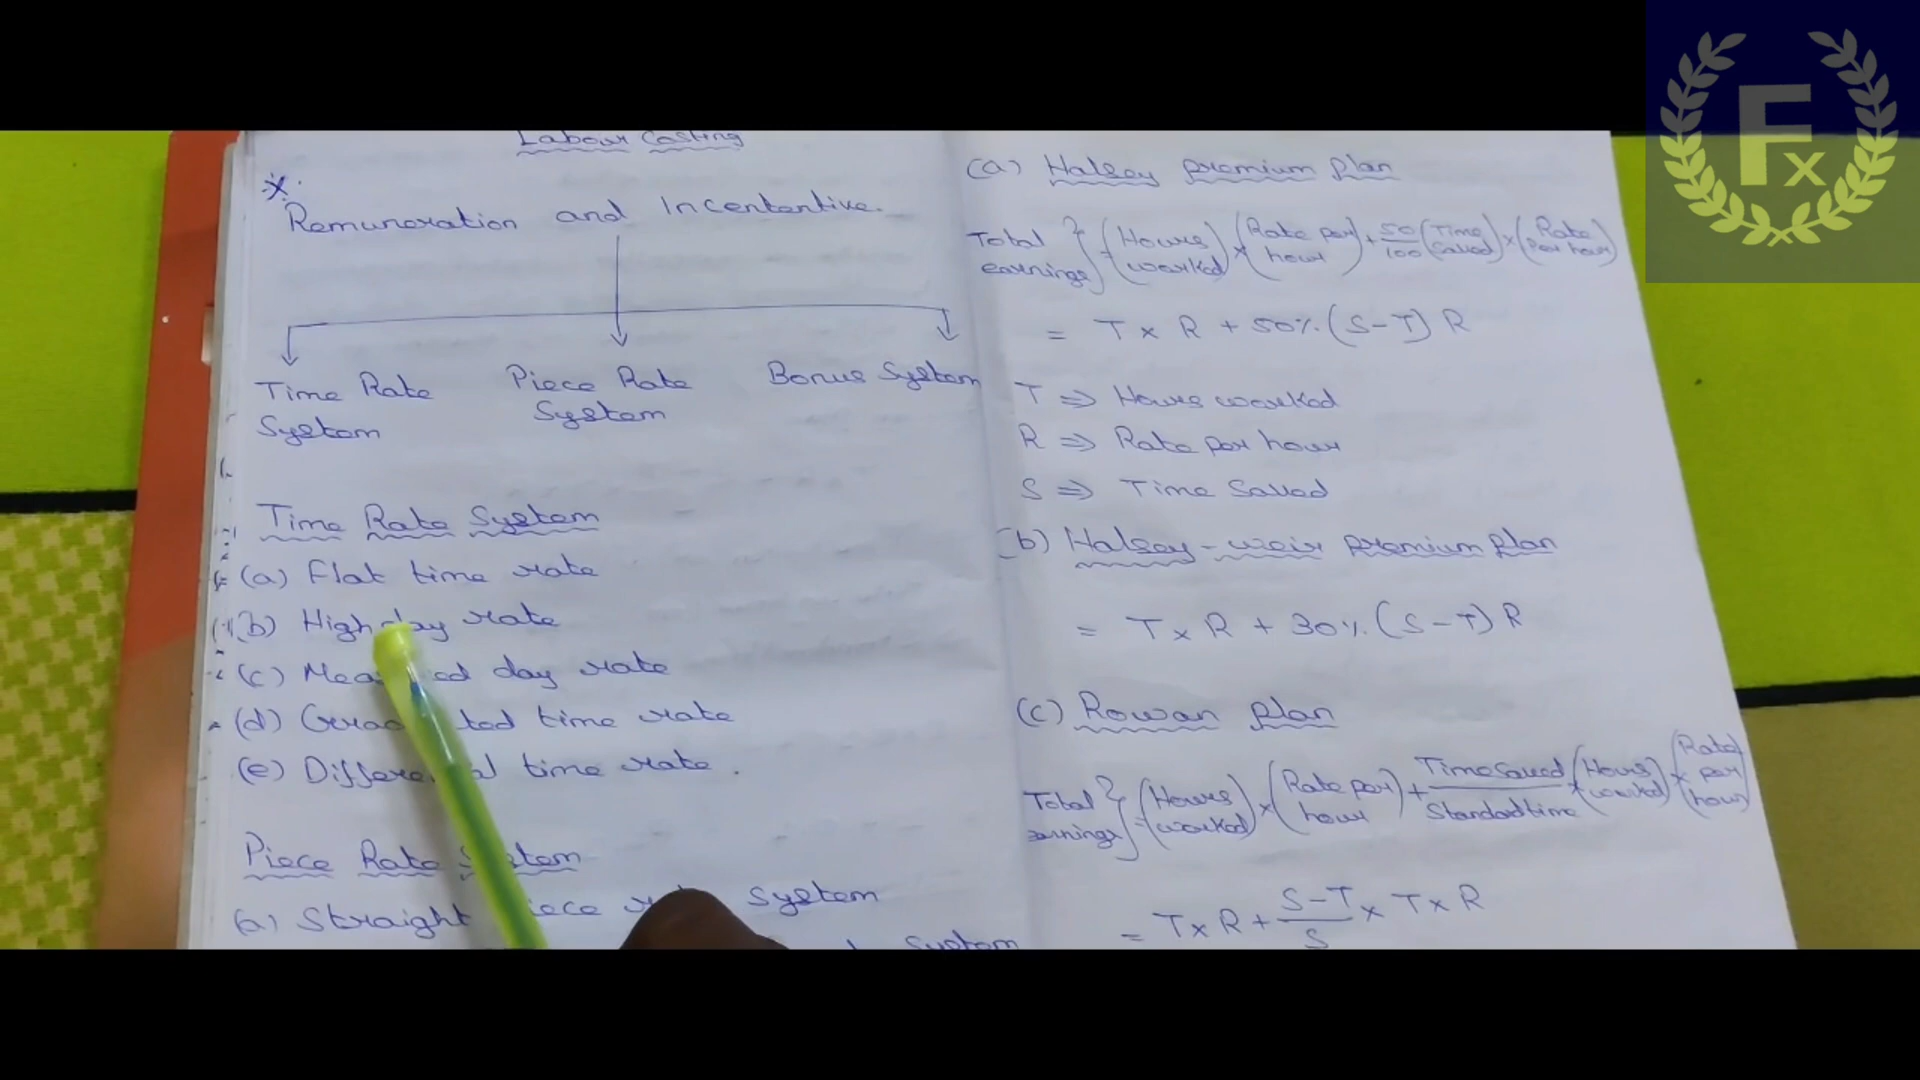 Labour Costing
Remuneration and Incententive.
Time Rate System
Piece Rate System
Bonus System
Time Rate System
(a) Flat time rate
(b) High day rate
(c) day rate
(d) time rate
(e) time rate.
Piece Rate System
(a) Straight system
System
(a) Halsey premium plan
Total earnings } = (Hours worked) × (Rate per hour) + 50/100 (Time Saved) × (Rate per hour)
= T × R + 50% (S-T) R
T ⇒ Hours worked
R ⇒ Rate per hour
S ⇒ Time Saved
(b) Halsey-weir premium plan
= T × R + 30% (S-T) R
(c) Rowan plan
Total earnings } = (Hours worked) × (Rate per hour) + Time Saved / Standard time × (Hours worked) × (Rate per hour)
= T × R + S-T / S × T × R
Fx